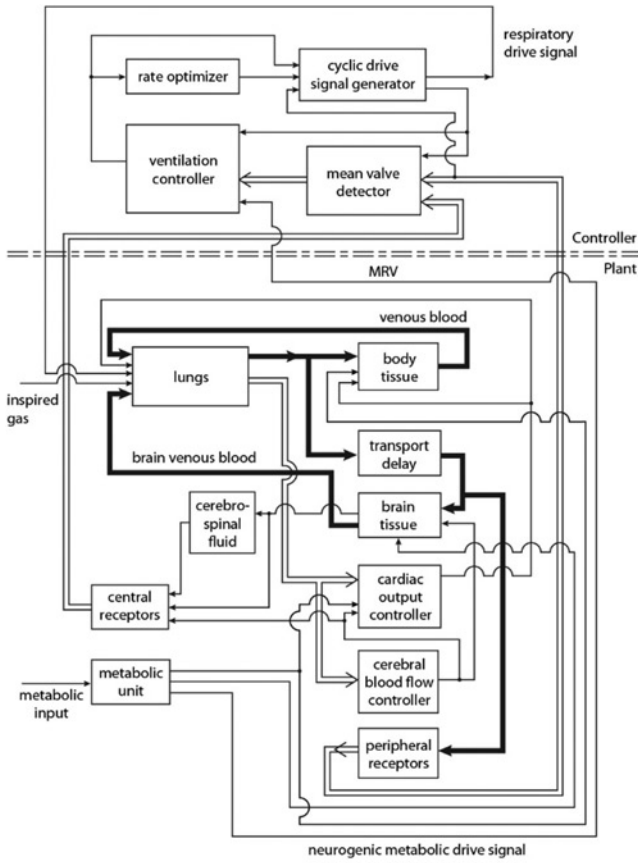 respiratory
drive signal
cyclic drive
signal generator
rate optimizer
ventilation
controller
mean valve
detector
Controller
Plant
MRV
venous blood
lungs
body
tissue
inspired
gas
transport
delay
brain venous blood
brain
tissue
cerebro-
spinal
fluid
cardiac
output
controller
central
receptors
cerebral
blood flow
controller
metabolic
unit
metabolic
input
peripheral
receptors
neurogenic metabolic drive signal